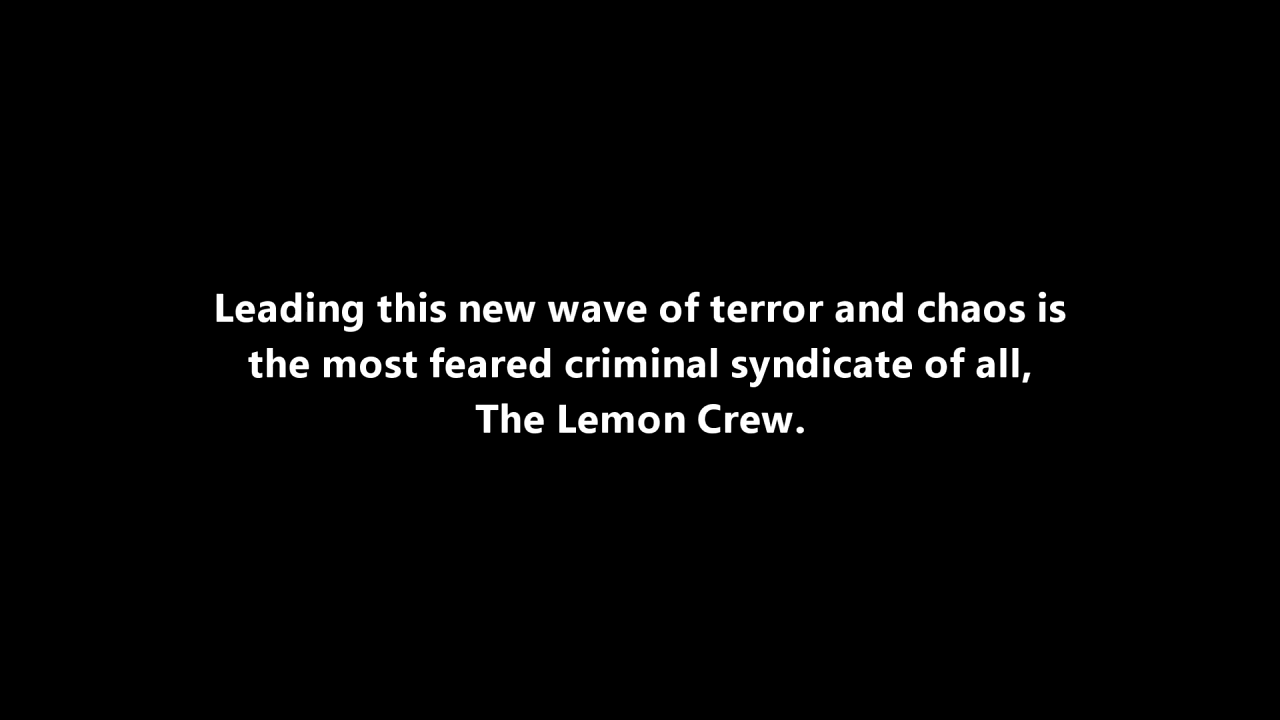 Leading this new wave of terror and chaos is
the most feared criminal syndicate of all,
The Lemon Crew.